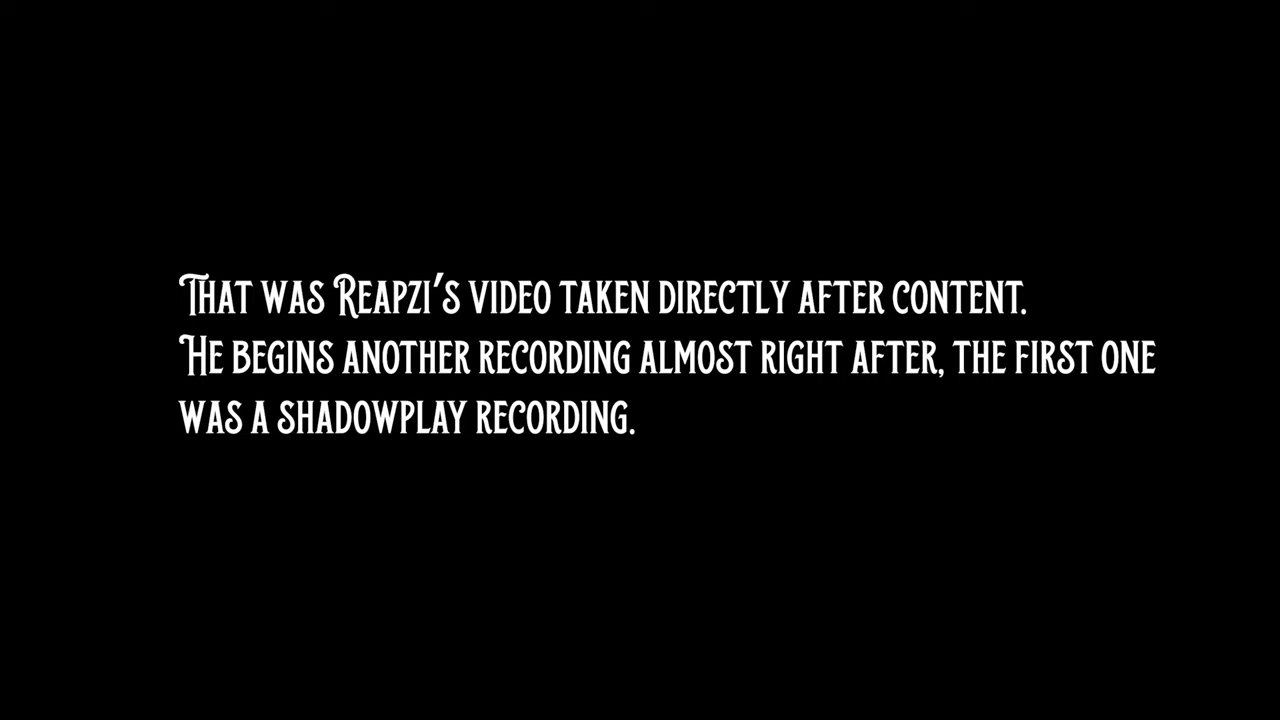 That was Reapzi's video taken directly after content.
He begins another recording almost right after, the first one
was a shadowplay recording.